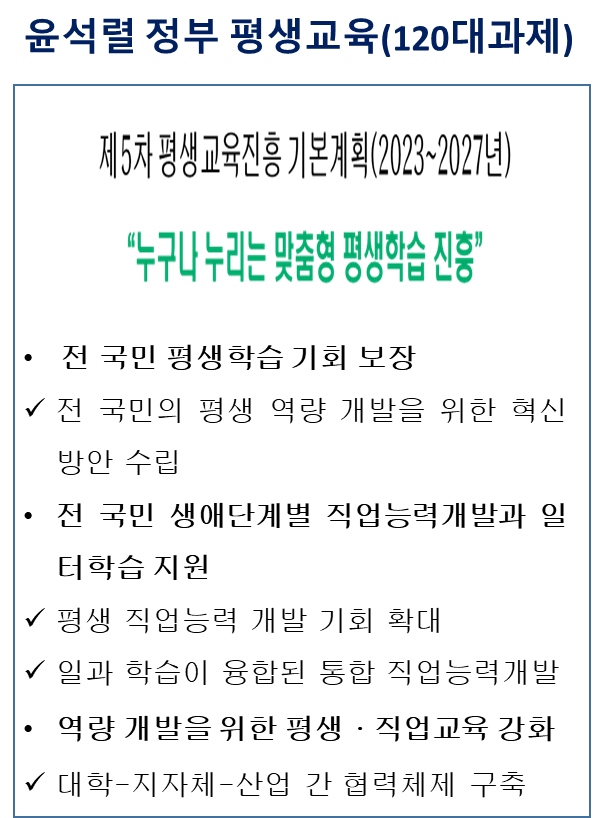 윤석렬 정부 평생교육(120대과제)
제5차 평생교육진흥 기본계획(2023~2027년)
“누구나 누리는 맞춤형 평생학습 진흥”
• 전 국민 평생학습 기회 보장
✓ 전 국민의 평생 역량 개발을 위한 혁신
방안 수립
• 전 국민 생애단계별 직업능력개발과 일
터학습 지원
✓ 평생 직업능력 개발 기회 확대
✓ 일과 학습이 융합된 통합 직업능력개발
• 역량 개발을 위한 평생 · 직업교육 강화
✓ 대학-지자체-산업 간 협력체제 구축